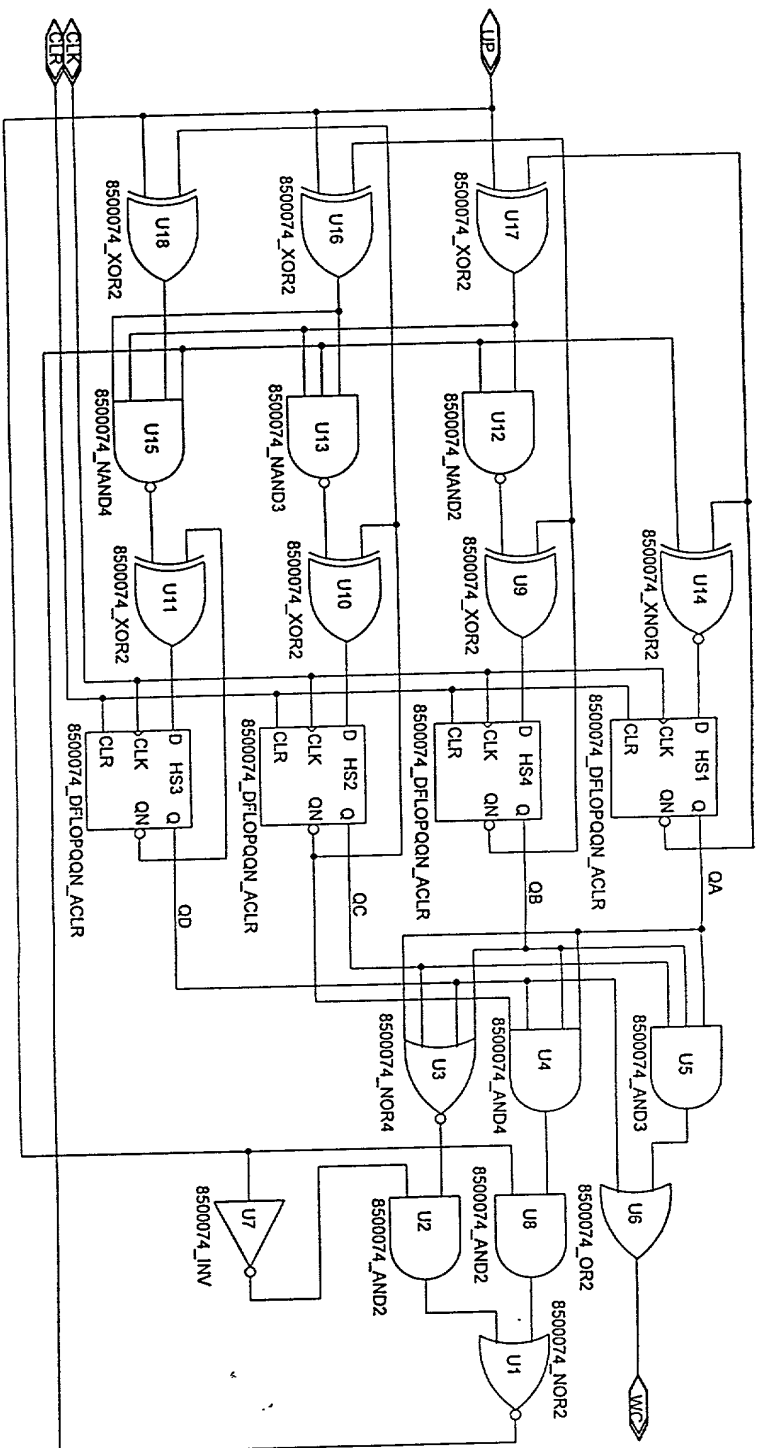 UP
CLK
CLR
U17
8500074_XOR2
U16
8500074_XOR2
U18
8500074_XOR2
U12
8500074_NAND2
U13
8500074_NAND3
U15
8500074_NAND4
U14
8500074_XNOR2
U9
8500074_XOR2
U10
8500074_XOR2
U11
8500074_XOR2
D HS1 Q
CLK
CLR QN
8500074_DFLOPQQN_ACLR
D HS4 Q
CLK
CLR QN
8500074_DFLOPQQN_ACLR
D HS2 Q
CLK
CLR QN
8500074_DFLOPQQN_ACLR
D HS3 Q
CLK
CLR QN
8500074_DFLOPQQN_ACLR
QA
QB
QC
QD
U5
8500074_AND3
U4
8500074_AND4
U3
8500074_NOR4
U6
8500074_OR2
U8
8500074_AND2
U2
8500074_AND2
U7
8500074_INV
U1
8500074_NOR2
WC